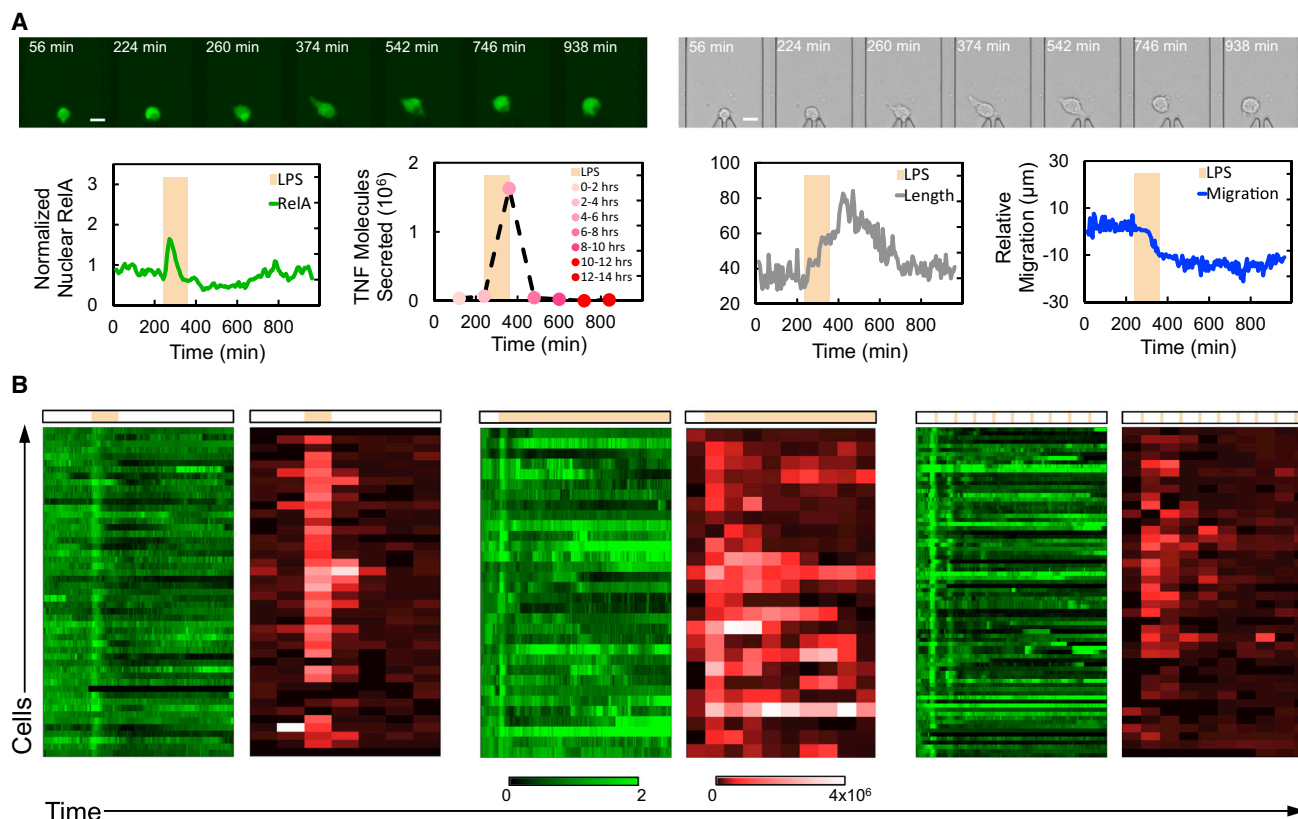 A
56 min 224 min 260 min 374 min 542 min 746 min 938 min
56 min 224 min 260 min 374 min 542 min 746 min 938 min
Normalized
Nuclear RelA
3
2
1
0
LPS
RelA
0 200 400 600 800
Time (min)
TNF Molecules
Secreted (10⁶)
2
1
0
LPS
0-2 hrs
2-4 hrs
4-6 hrs
6-8 hrs
8-10 hrs
10-12 hrs
12-14 hrs
0 200 400 600 800
Time (min)
100
80
60
40
20
LPS
Length
0 200 400 600 800
Time (min)
Relative
Migration (µm)
30
10
-10
-30
LPS
Migration
0 200 400 600 800
Time (min)
B
Cells
0 2
0 4x10⁶
Time